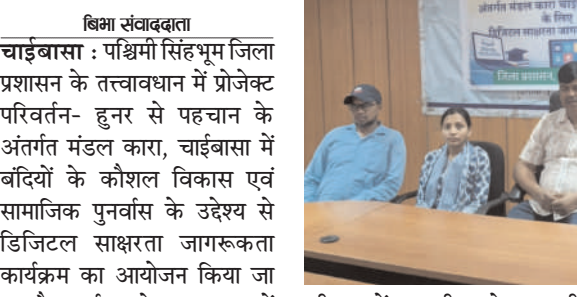 बिभा संवाददाता
चाईबासा : पश्चिमी सिंहभूम जिला
प्रशासन के तत्त्वावधान में प्रोजेक्ट
परिवर्तन- हुनर से पहचान के
अंतर्गत मंडल कारा, चाईबासा में
बंदियों के कौशल विकास एवं
सामाजिक पुनर्वास के उद्देश्य से
डिजिटल साक्षरता जागरूकता
कार्यक्रम का आयोजन किया जा
अंतर्गत मंडल कारा
के लिए
डिजिटल साक्षरता
जिला प्रशासन,